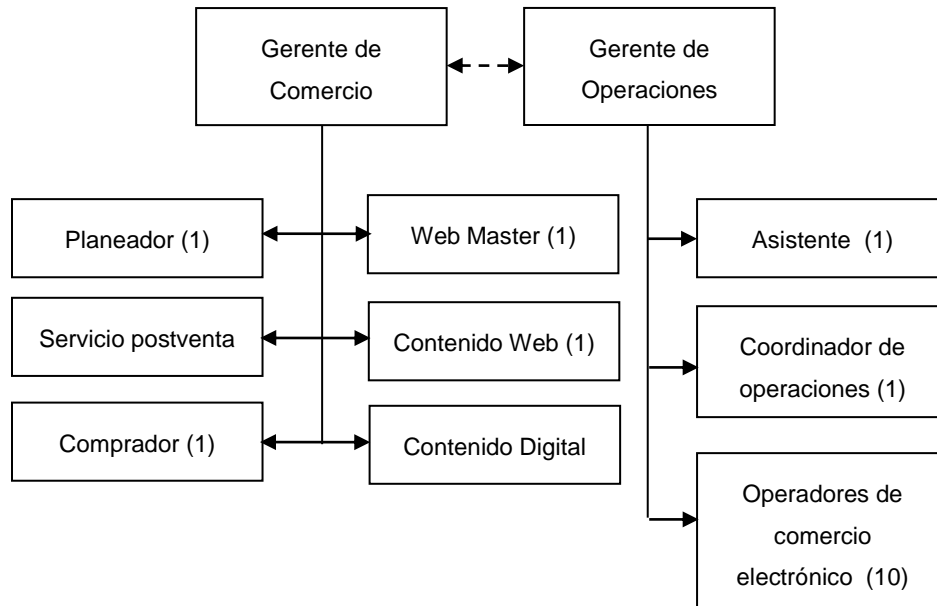 Gerente de
Comercio
Gerente de
Operaciones
Planeador (1)
Web Master (1)
Asistente (1)
Servicio postventa
Contenido Web (1)
Coordinador de
operaciones (1)
Comprador (1)
Contenido Digital
Operadores de
comercio
electrónico (10)